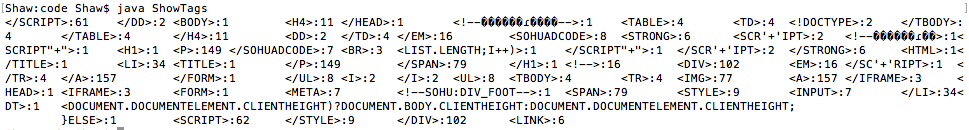 [Shaw:code Shaw$ java ShowTags ]
</SCRIPT>:61 </DD>:2 <BODY>:1 <H4>:11 </HEAD>:1 <!--������ɾ����-->:1 <TABLE>:4 <TD>:4 <!DOCTYPE>:2 </TBODY>:
4 </TABLE>:4 </H4>:11 <DD>:2 </TD>:4 </EM>:16 <SOHUADCODE>:8 <STRONG>:6 <SCR'+'IPT>:2 <!--������ɾ��>:1<
SCRIPT"+">:1 <H1>:1 <P>:149 </SOHUADCODE>:7 <BR>:3 <LIST.LENGTH;I++)>:1 </SCRIPT"+">:1 </SCR'+'IPT>:2 </STRONG>:6 <HTML>:1<
/TITLE>:1 <LI>:34 <TITLE>:1 </P>:149 </SPAN>:79 </H1>:1 <!-->:16 <DIV>:102 <EM>:16 </SC'+'RIPT>:1 <
/TR>:4 </A>:157 </FORM>:1 </UL>:8 <I>:2 </I>:2 <UL>:8 <TBODY>:4 <TR>:4 <IMG>:77 <A>:157 </IFRAME>:3 <
HEAD>:1 <IFRAME>:3 <FORM>:1 <META>:7 <!--SOHU:DIV_FOOT-->:1 <SPAN>:79 <STYLE>:9 <INPUT>:7 </LI>:34<
DT>:1 <DOCUMENT.DOCUMENTELEMENT.CLIENTHEIGHT)?DOCUMENT.BODY.CLIENTHEIGHT:DOCUMENT.DOCUMENTELEMENT.CLIENTHEIGHT;
}ELSE>:1 <SCRIPT>:62 </STYLE>:9 </DIV>:102 <LINK>:6